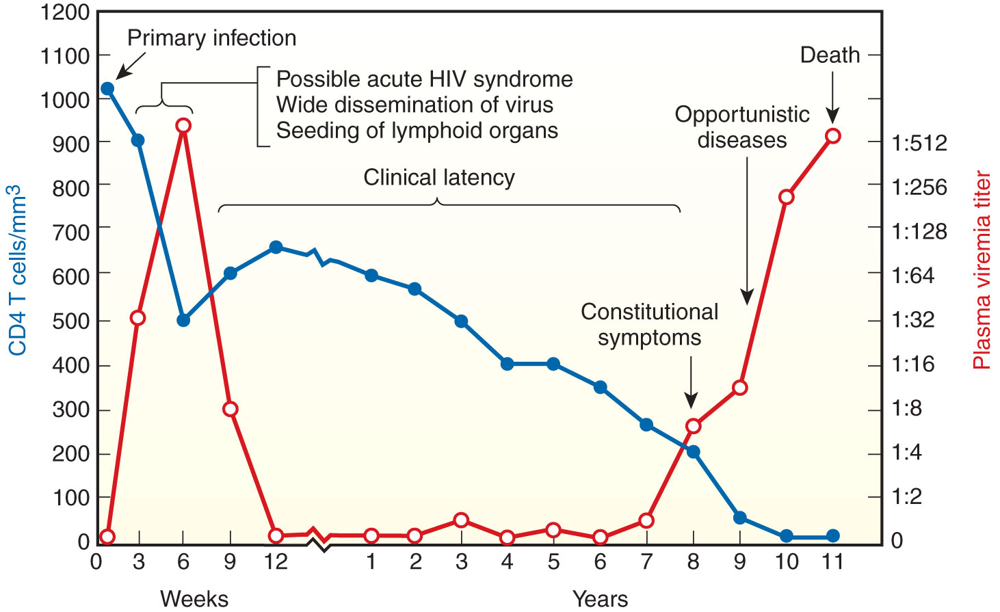 1200
1100
1000
900
800
700
600
500
400
300
200
100
0
CD4 T cells/mm3
Primary infection
Possible acute HIV syndrome
Wide dissemination of virus
Seeding of lymphoid organs
Clinical latency
Constitutional
symptoms
Opportunistic
diseases
Death
1:512
1:256
1:128
1:64
1:32
1:16
1:8
1:4
1:2
0
Plasma viremia titer
0 3 6 9 12 1 2 3 4 5 6 7 8 9 10 11
Weeks Years